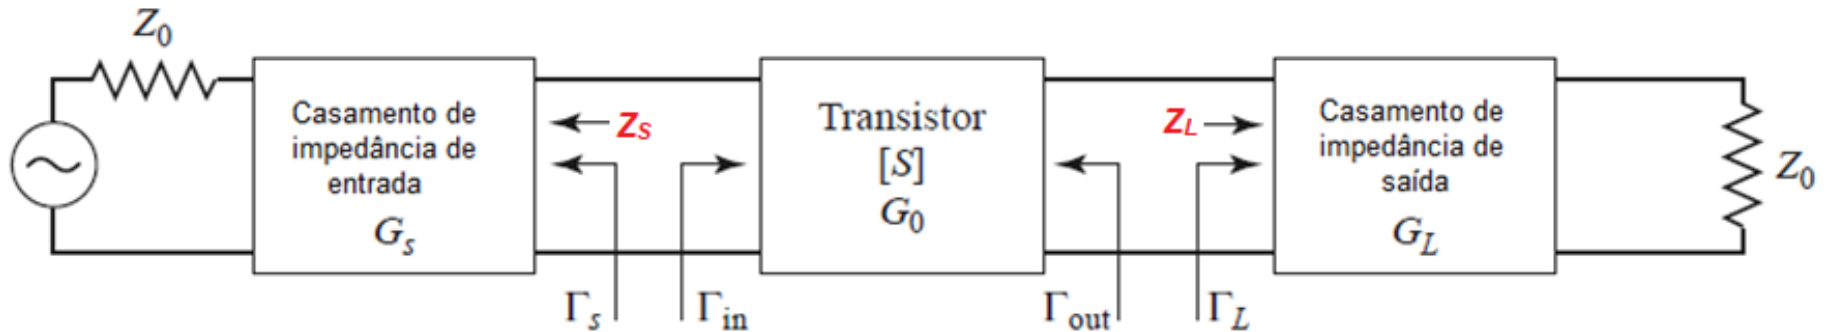 Z₀
Casamento de
impedância de
entrada
Gₛ
Zs
Γₛ
Γin
Transistor
[S]
G₀
ZL
Γout
ΓL
Casamento de
impedância de
saída
GL
Z₀